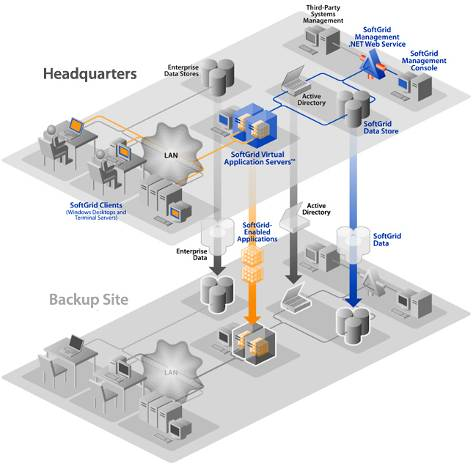 Third-Party
Systems
Management
SoftGrid
Management
.NET Web Service
SoftGrid
Management
Console
Headquarters
Enterprise
Data Stores
Active
Directory
SoftGrid
Data Store
LAN
SoftGrid Virtual
Application Servers™
SoftGrid Clients
(Windows Desktops and
Terminal Servers)
Active
Directory
SoftGrid-
Enabled
Applications
SoftGrid
Data
Enterprise
Data
Backup Site
LAN